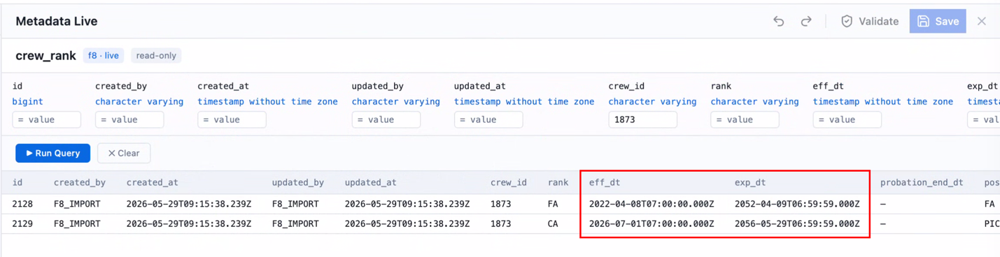 Metadata Live Validate Save
crew_rank f8 · live read-only
id created_by created_at updated_by updated_at crew_id rank eff_dt exp_dt
bigint character varying timestamp without time zone character varying timestamp without time zone character varying character varying timestamp without time zone timesta
= value = value = value = value = value 1873 = value = value = val
Run Query Clear
id created_by created_at updated_by updated_at crew_id rank eff_dt exp_dt probation_end_dt pos
2128 F8_IMPORT 2026-05-29T09:15:38.239Z F8_IMPORT 2026-05-29T09:15:38.239Z 1873 FA 2022-04-08T07:00:00.000Z 2052-04-09T06:59:59.000Z — FA
2129 F8_IMPORT 2026-05-29T09:15:38.239Z F8_IMPORT 2026-05-29T09:15:38.239Z 1873 CA 2026-07-01T07:00:00.000Z 2056-05-29T06:59:59.000Z — PIC